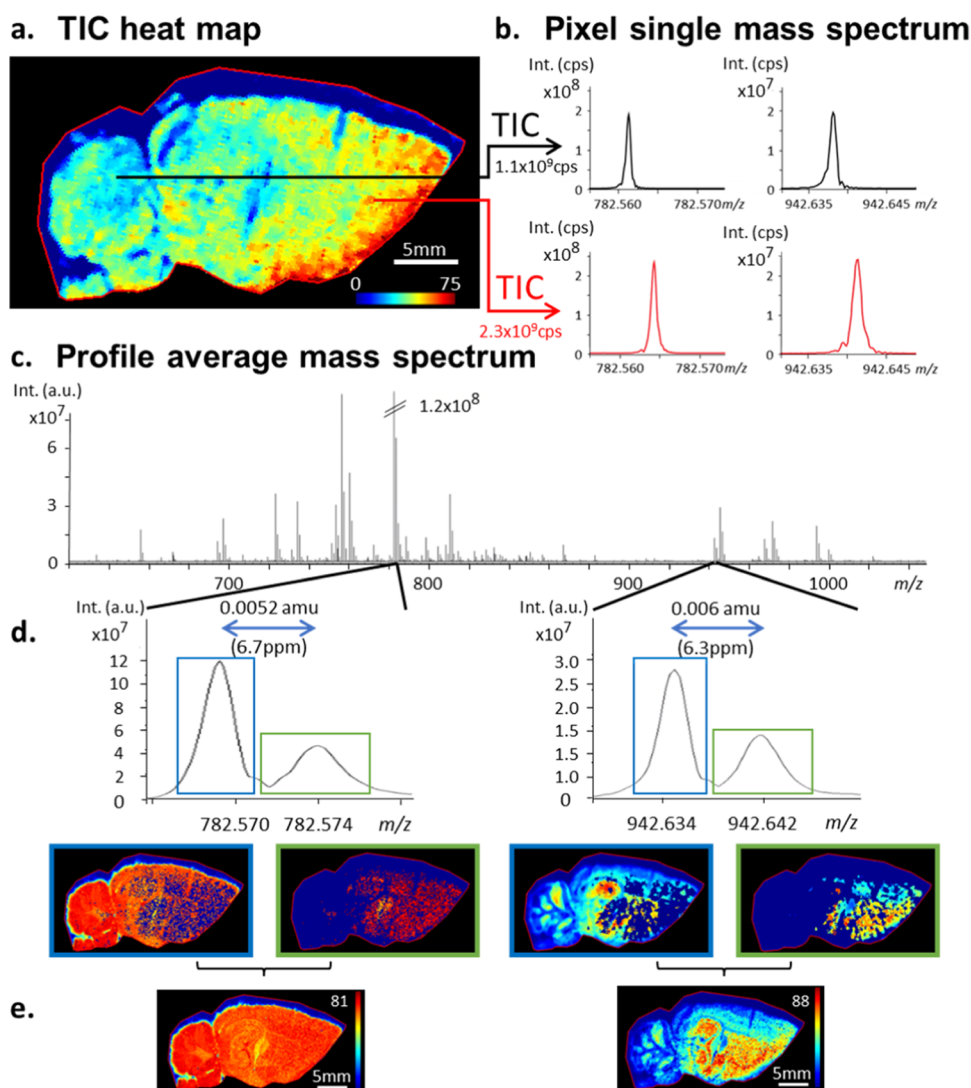 a. TIC heat map
b. Pixel single mass spectrum
Int. (cps)
x10⁸
2
1
0
782.560
782.570 m/z
Int. (cps)
x10⁷
2
1
0
942.635
942.645 m/z
TIC
1.1x10⁹cps
5mm
0
75
TIC
2.3x10⁹cps
Int. (cps)
x10⁸
2
1
0
782.560
782.570 m/z
Int. (cps)
x10⁷
2
1
0
942.635
942.645 m/z
c. Profile average mass spectrum
Int. (a.u.)
x10⁷
6
3
0
1.2x10⁸
700
800
900
1000
m/z
d.
Int. (a.u.)
x10⁷
12
10
8
6
4
2
0
0.0052 amu
(6.7ppm)
782.570
782.574
m/z
Int. (a.u.)
x10⁷
3.0
2.5
2.0
1.5
1.5
1.0
0
0.006 amu
(6.3ppm)
942.634
942.642
m/z
e.
81
5mm
88
5mm